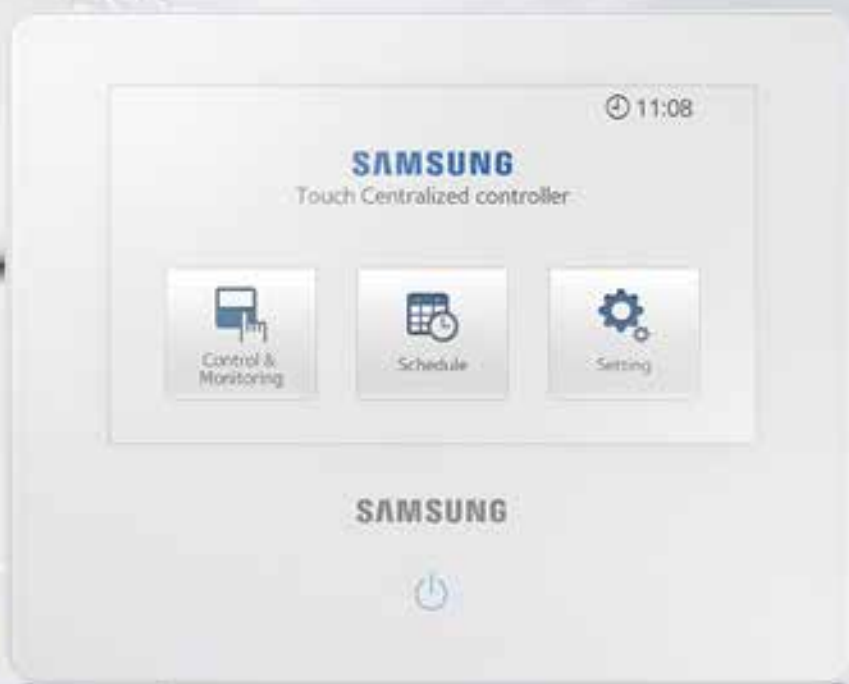 11:08
SAMSUNG
Touch Centralized controller
Control &
Monitoring
Schedule
Setting
SAMSUNG